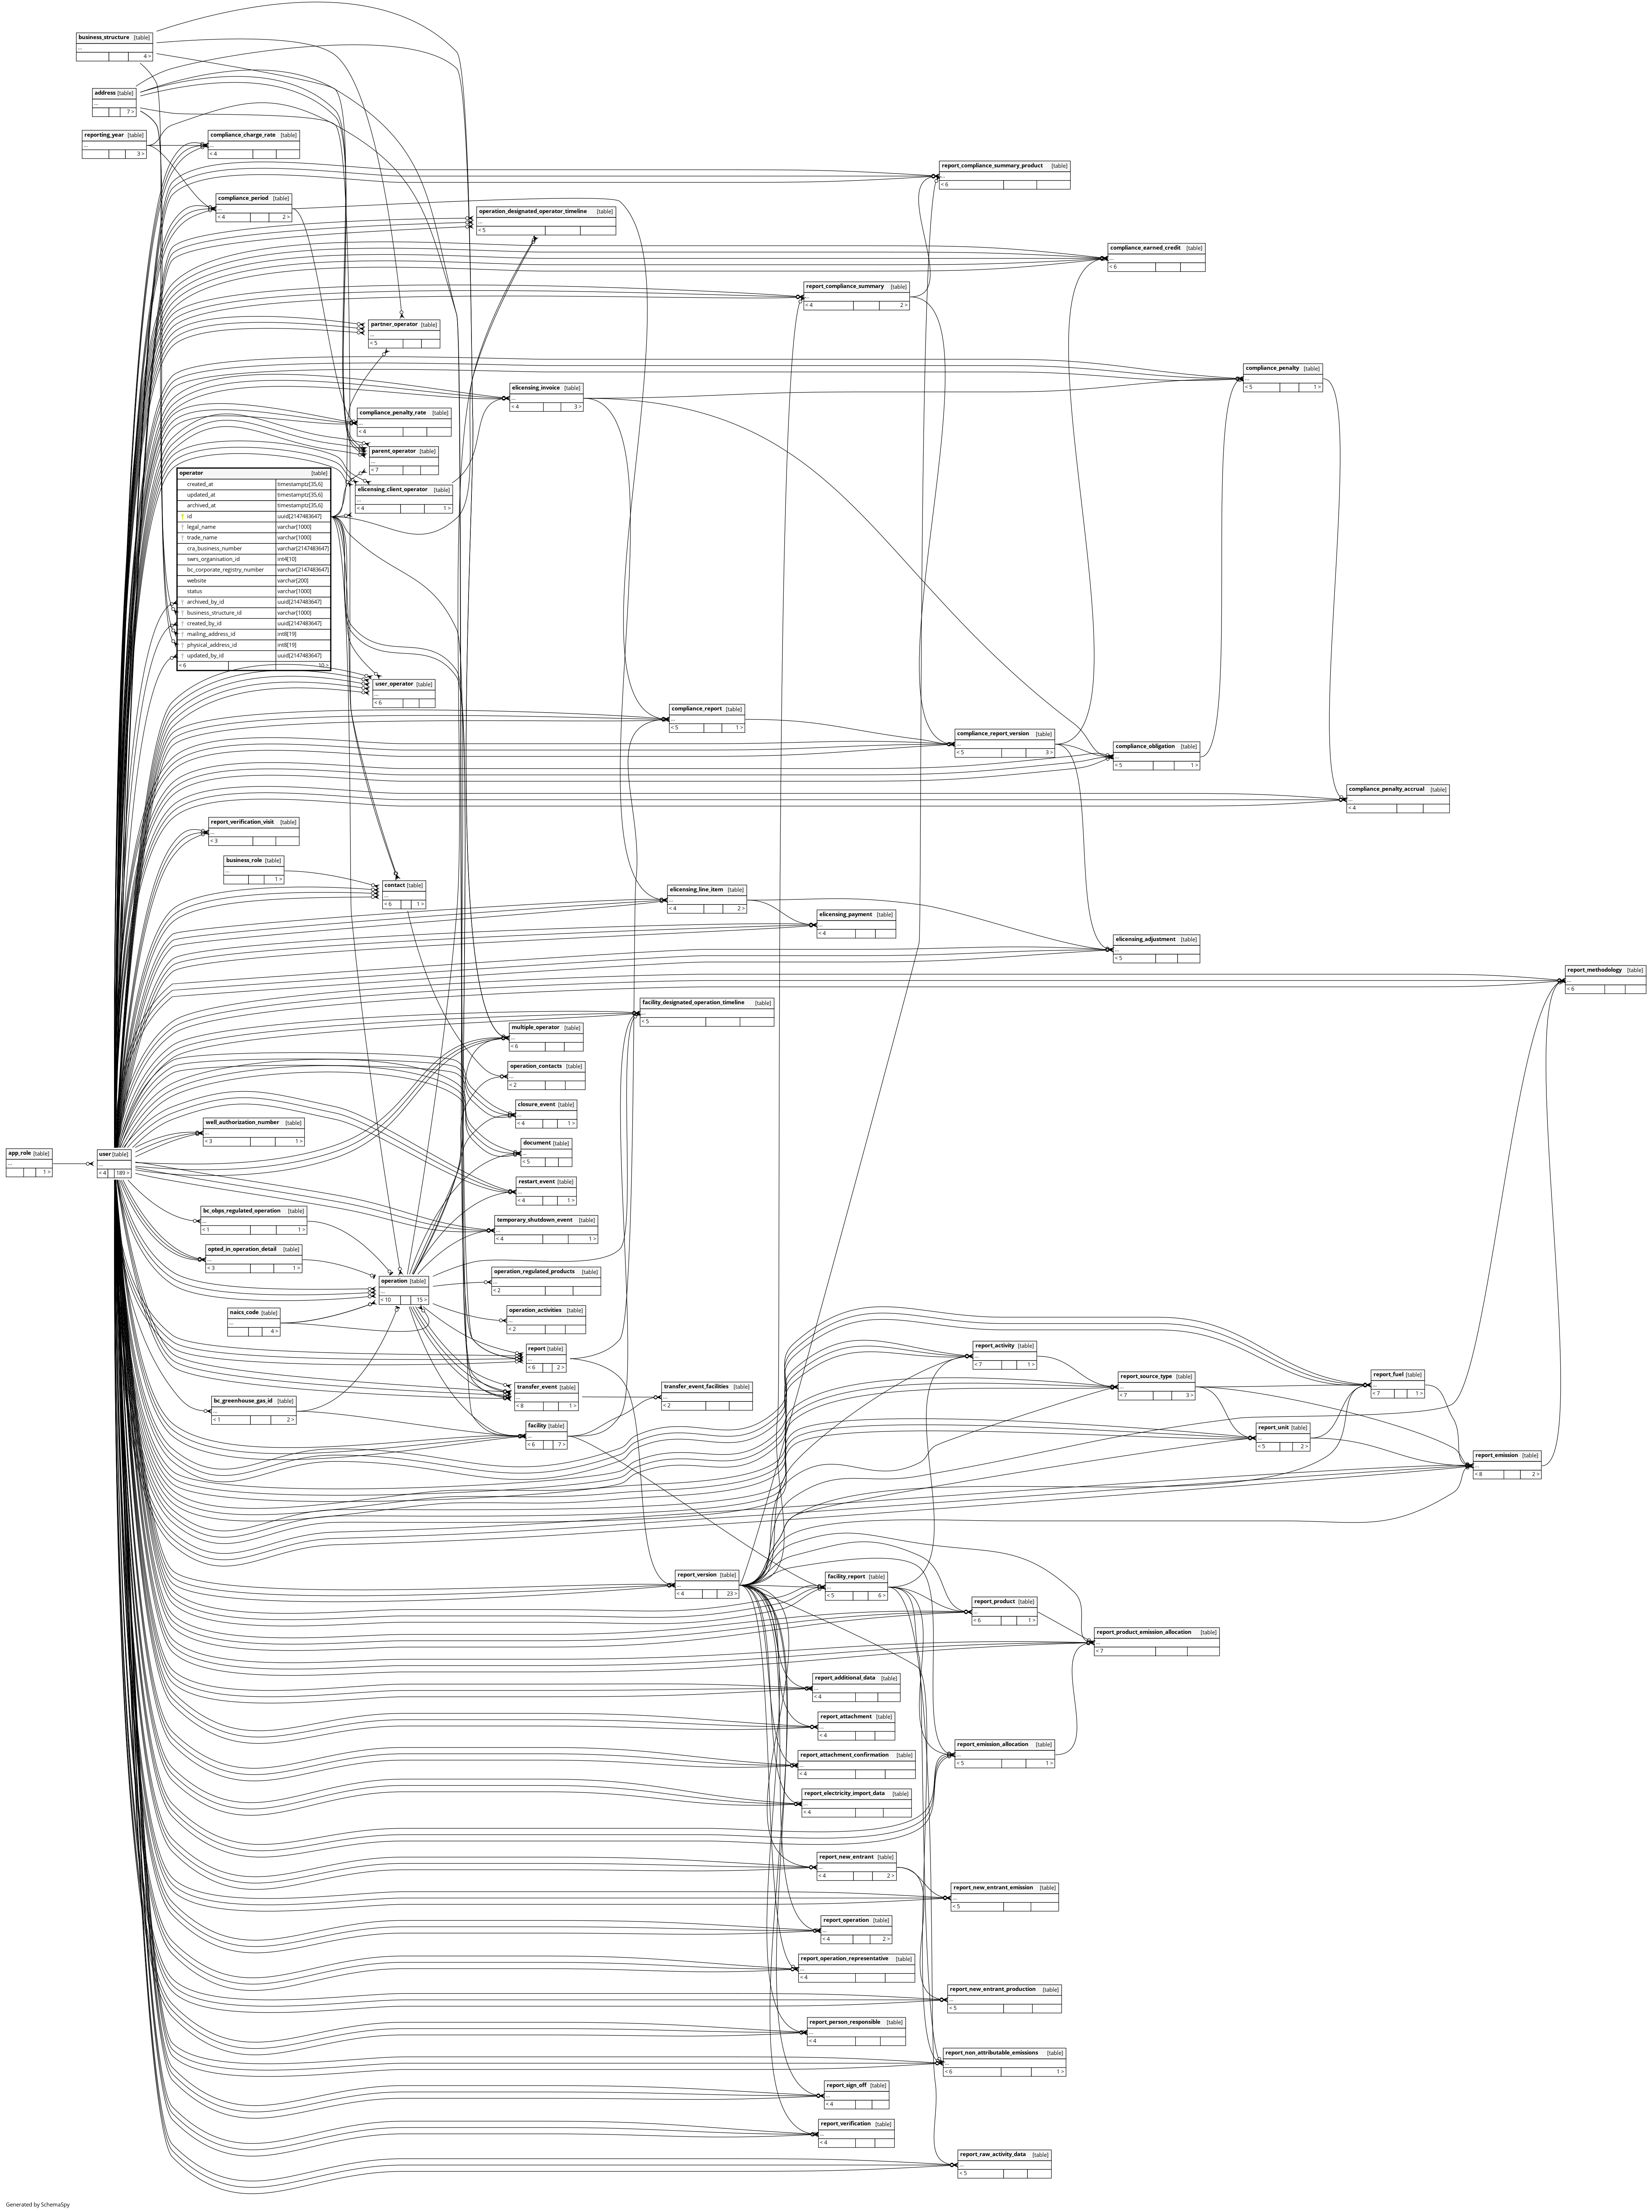 business_structure [table]
...
4 >
address [table]
...
7 >
reporting_year [table]
...
3 >
compliance_charge_rate [table]
...
< 4
report_compliance_summary_product [table]
...
< 6
compliance_period [table]
...
< 4 2 >
operation_designated_operator_timeline [table]
...
< 5
compliance_earned_credit [table]
...
< 6
report_compliance_summary [table]
...
< 4 2 >
partner_operator [table]
...
< 5
compliance_penalty [table]
...
< 5 1 >
elicensing_invoice [table]
...
< 4 3 >
compliance_penalty_rate [table]
...
< 4
parent_operator [table]
...
< 7
elicensing_client_operator [table]
...
< 4 1 >
operator [table]
created_at timestamptz[35,6]
updated_at timestamptz[35,6]
archived_at timestamptz[35,6]
id uuid[2147483647]
legal_name varchar[1000]
trade_name varchar[1000]
cra_business_number varchar[2147483647]
swrs_organisation_id int4[10]
bc_corporate_registry_number varchar[2147483647]
website varchar[200]
status varchar[1000]
archived_by_id uuid[2147483647]
business_structure_id varchar[1000]
created_by_id uuid[2147483647]
mailing_address_id int8[19]
physical_address_id int8[19]
updated_by_id uuid[2147483647]
< 6 10 >
user_operator [table]
...
< 6
compliance_report [table]
...
< 5 1 >
compliance_report_version [table]
...
< 5 3 >
compliance_obligation [table]
...
< 5 1 >
compliance_penalty_accrual [table]
...
< 4
report_verification_visit [table]
...
< 3
business_role [table]
...
1 >
contact [table]
...
< 6 1 >
elicensing_line_item [table]
...
< 4 2 >
elicensing_payment [table]
...
< 4
elicensing_adjustment [table]
...
< 5
report_methodology [table]
...
< 6
facility_designated_operation_timeline [table]
...
< 5
multiple_operator [table]
...
< 6
operation_contacts [table]
...
< 2
closure_event [table]
...
< 4 1 >
well_authorization_number [table]
...
< 3 1 >
document [table]
...
< 5
app_role [table]
...
1 >
user [table]
...
< 4 189 >
restart_event [table]
...
< 4 1 >
bc_obps_regulated_operation [table]
...
< 1 1 >
temporary_shutdown_event [table]
...
< 4 1 >
opted_in_operation_detail [table]
...
< 3 1 >
operation [table]
...
< 10 15 >
operation_regulated_products [table]
...
< 2
naics_code [table]
...
4 >
operation_activities [table]
...
< 2
report [table]
...
< 6 2 >
report_activity [table]
...
< 7 1 >
report_source_type [table]
...
< 7 3 >
report_fuel [table]
...
< 7 1 >
transfer_event [table]
...
< 8 1 >
transfer_event_facilities [table]
...
< 2
bc_greenhouse_gas_id [table]
...
< 1 2 >
facility [table]
...
< 6 7 >
report_unit [table]
...
< 5 2 >
report_emission [table]
...
< 8 2 >
report_version [table]
...
< 4 23 >
facility_report [table]
...
< 5 6 >
report_product [table]
...
< 6 1 >
report_product_emission_allocation [table]
...
< 7
report_additional_data [table]
...
< 4
report_attachment [table]
...
< 4
report_emission_allocation [table]
...
< 5 1 >
report_attachment_confirmation [table]
...
< 4
report_electricity_import_data [table]
...
< 4
report_new_entrant [table]
...
< 4 2 >
report_new_entrant_emission [table]
...
< 5
report_operation [table]
...
< 4 2 >
report_operation_representative [table]
...
< 4
report_new_entrant_production [table]
...
< 5
report_person_responsible [table]
...
< 4
report_non_attributable_emissions [table]
...
< 6 1 >
report_sign_off [table]
...
< 4
report_verification [table]
...
< 4
report_raw_activity_data [table]
...
< 5
Generated by SchemaSpy